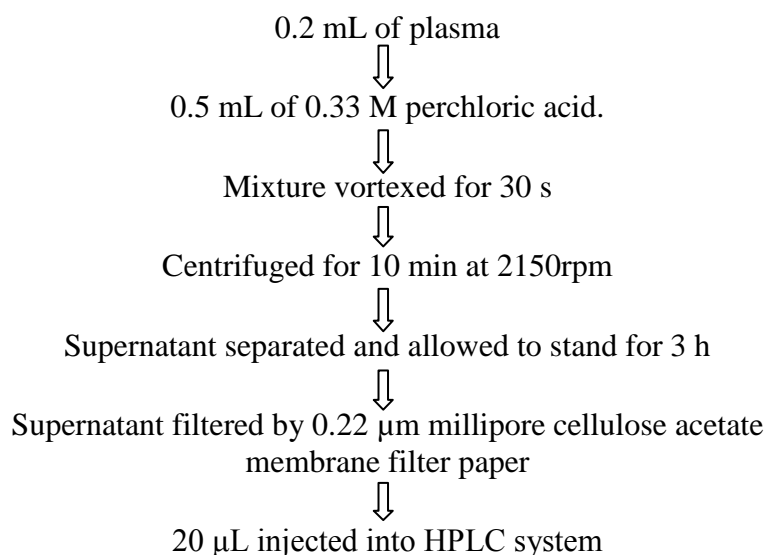 0.2 mL of plasma
0.5 mL of 0.33 M perchloric acid.
Mixture vortexed for 30 s
Centrifuged for 10 min at 2150rpm
Supernatant separated and allowed to stand for 3 h
Supernatant filtered by 0.22 µm millipore cellulose acetate
membrane filter paper
20 µL injected into HPLC system